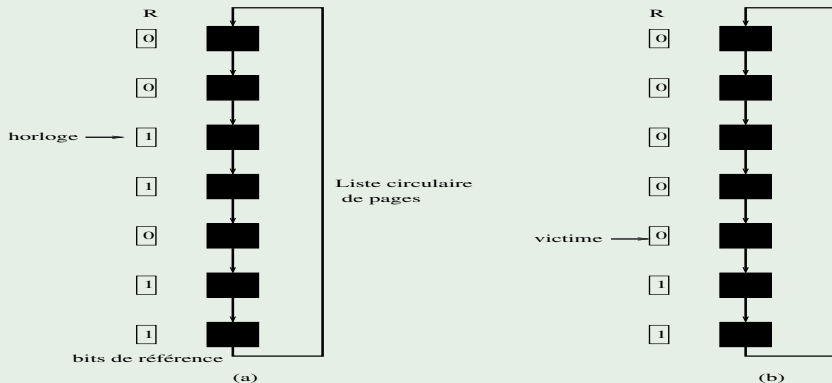 R R
0 0
0 0
horloge 1 0
1 0
Liste circulaire
de pages
0 victime 0
1 1
1 1
bits de référence
(a) (b)